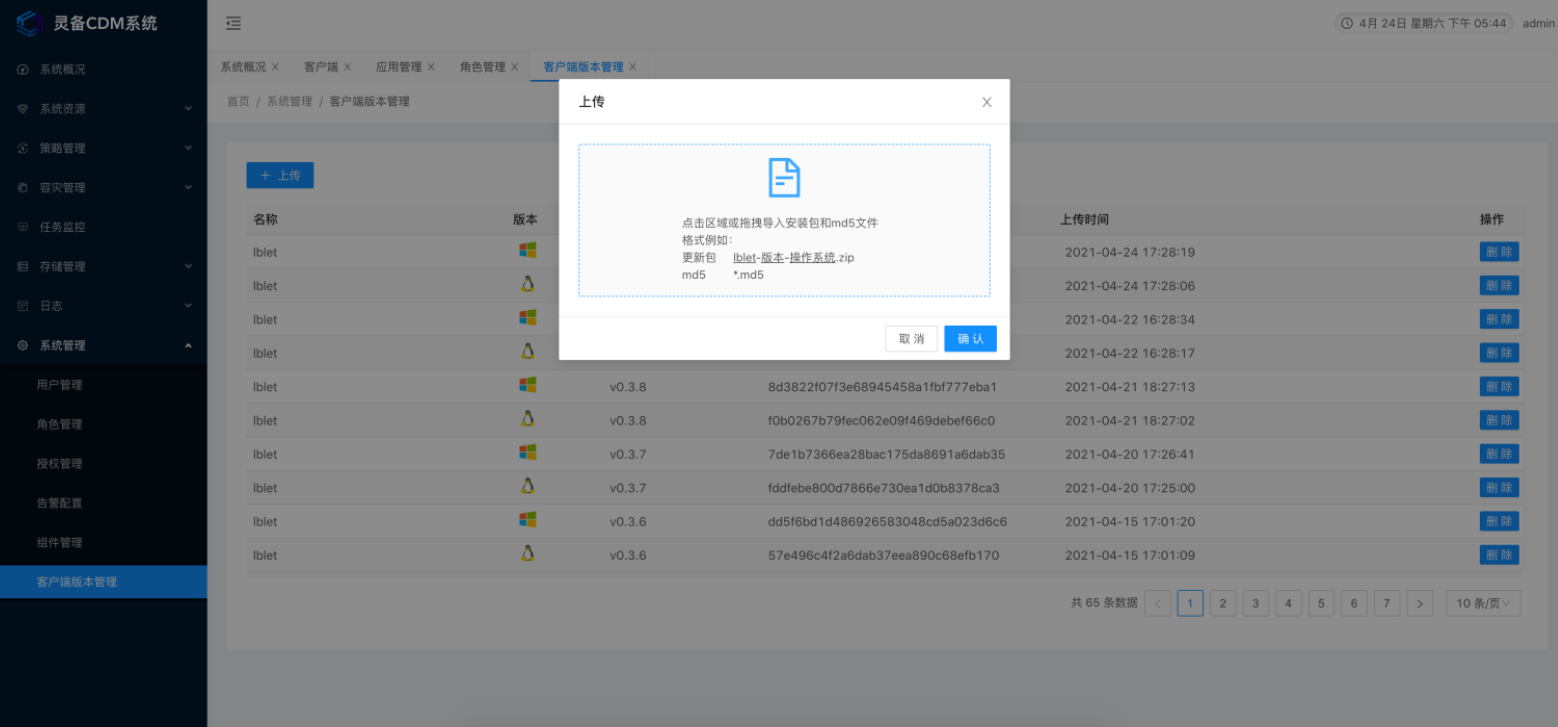 灵备CDM系统
4月 24日 星期六 下午 05:44 admin
系统概况
系统资源
策略管理
容灾管理
任务监控
存储管理
日志
系统管理
用户管理
角色管理
授权管理
告警配置
组件管理
客户端版本管理
系统概况 客户端 应用管理 角色管理 客户端版本管理
首页 / 系统管理 / 客户端版本管理
上传
点击区域或拖拽导入安装包和md5文件
格式例如:
更新包 lblet-版本-操作系统.zip
md5 *.md5
取消 确认
+ 上传
名称 版本 上传时间 操作
lblet 2021-04-24 17:28:19 删除
lblet 2021-04-24 17:28:06 删除
lblet 2021-04-22 16:28:34 删除
lblet 2021-04-22 16:28:17 删除
lblet v0.3.8 8d3822f07f3e68945458a1fbf777eba1 2021-04-21 18:27:13 删除
lblet v0.3.8 f0b0267b79fec062e09f469debef66c0 2021-04-21 18:27:02 删除
lblet v0.3.7 7de1b7366ea28bac175da8691a6dab35 2021-04-20 17:26:41 删除
lblet v0.3.7 fddfebe800d7866e730ea1d0b8378ca3 2021-04-20 17:25:00 删除
lblet v0.3.6 dd5f6bd1d486926583048cd5a023d6c6 2021-04-15 17:01:20 删除
lblet v0.3.6 57e496c4f2a6dab37eea890c68efb170 2021-04-15 17:01:09 删除
共 65 条数据 < 1 2 3 4 5 6 7 > 10 条/页